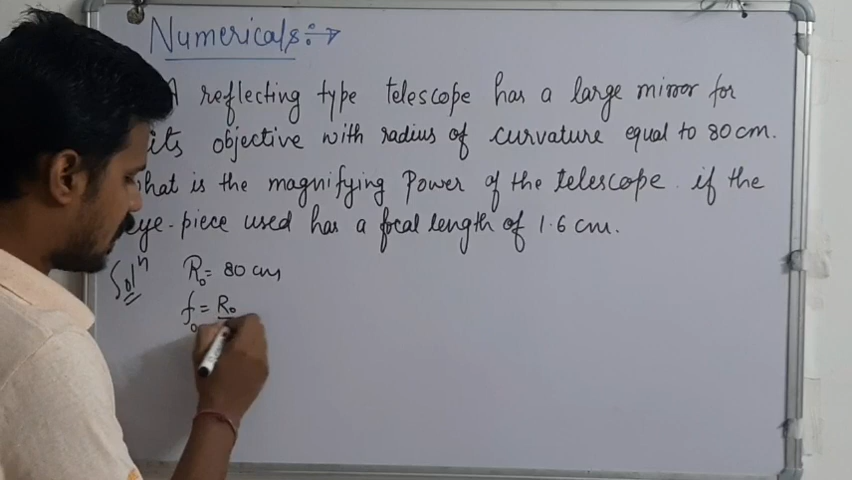 Numericals:→
A reflecting type telescope has a large mirror for
its objective with radius of curvature equal to 80 cm.
hat is the magnifying Power of the telescope. if the
eye-piece used has a focal length of 1.6 cm.
Solⁿ R₀ = 80 cm
f₀ = R₀